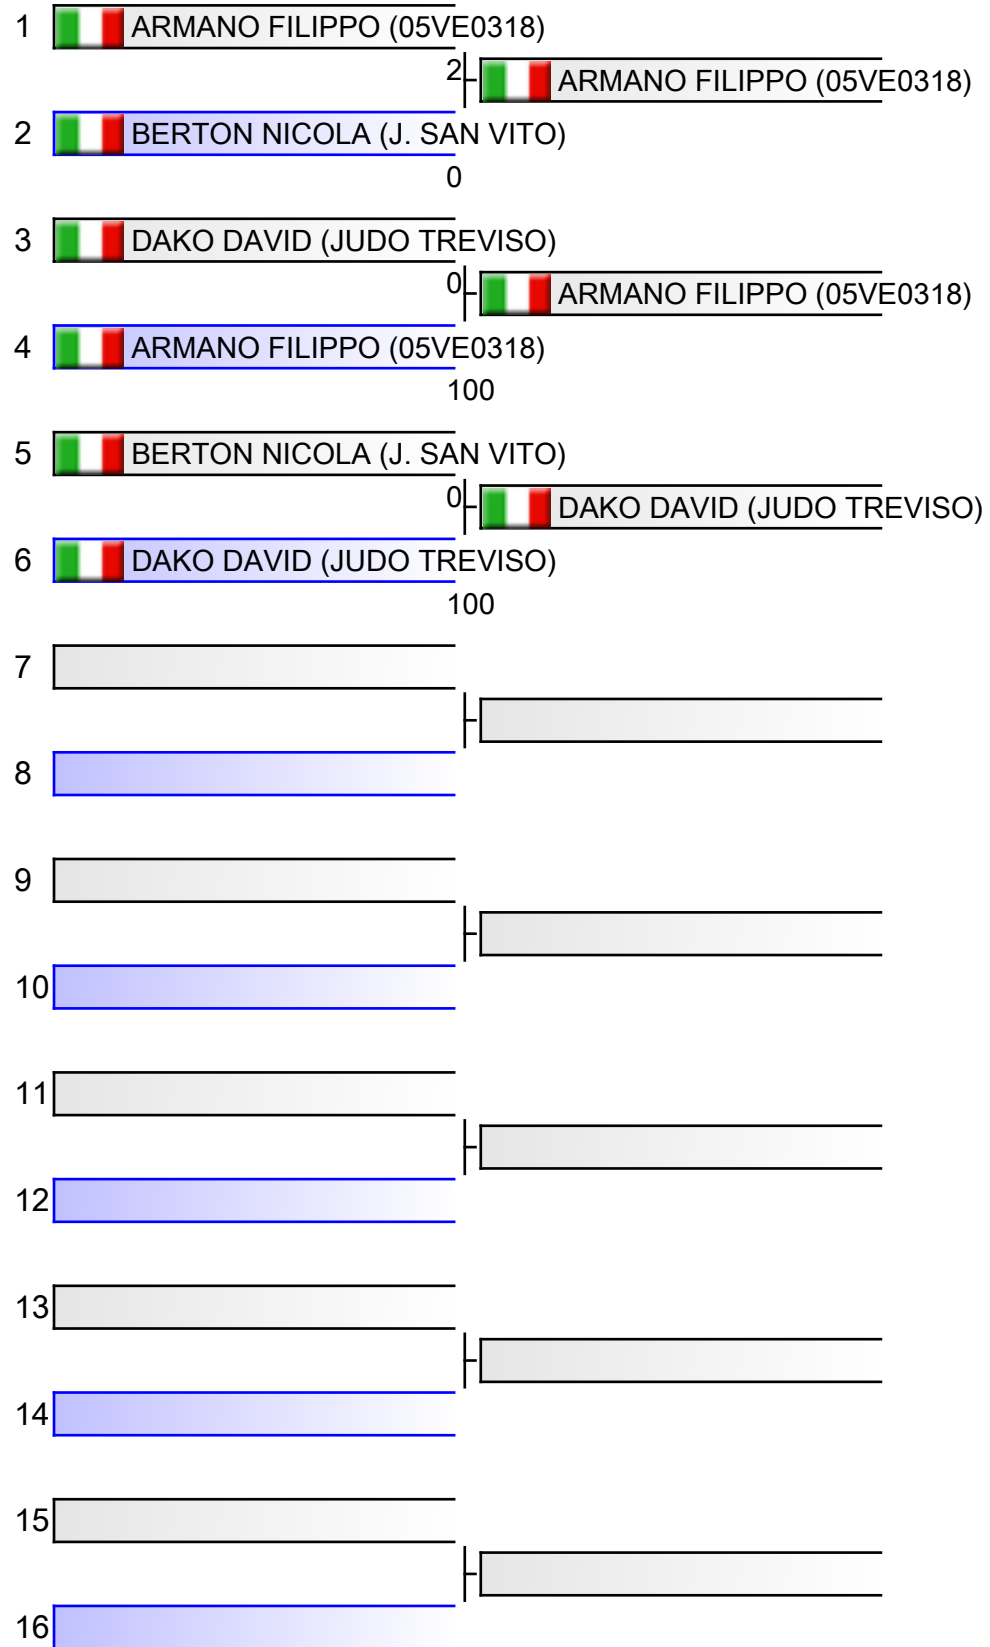 1 ARMANO FILIPPO (05VE0318)
2 ARMANO FILIPPO (05VE0318)
2 BERTON NICOLA (J. SAN VITO)
0
3 DAKO DAVID (JUDO TREVISO)
0 ARMANO FILIPPO (05VE0318)
4 ARMANO FILIPPO (05VE0318)
100
5 BERTON NICOLA (J. SAN VITO)
0 DAKO DAVID (JUDO TREVISO)
6 DAKO DAVID (JUDO TREVISO)
100
7
8
9
10
11
12
13
14
15
16